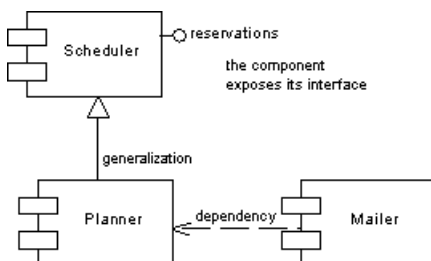 Scheduler
reservations
the component
exposes its interface
generalization
Planner
dependency
Mailer